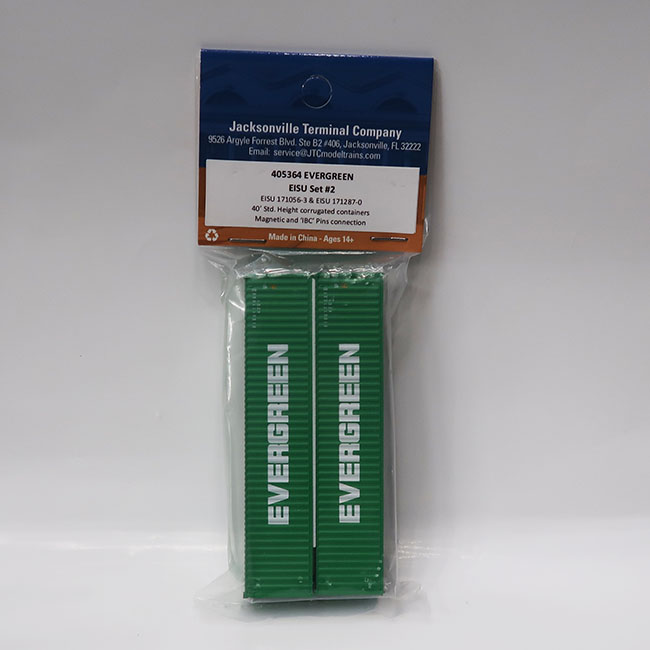 Jacksonville Terminal Company
9526 Argyle Forrest Blvd. Ste B2 #406, Jacksonville, FL 32222
Email: service@JTCmodeltrains.com
405364 EVERGREEN
EISU Set #2
EISU 171056-3 & EISU 171287-0
40' Std. Height corrugated containers
Magnetic and 'IBC' Pins connection
Made in China - Ages 14+
EVERGREEN
EVERGREEN